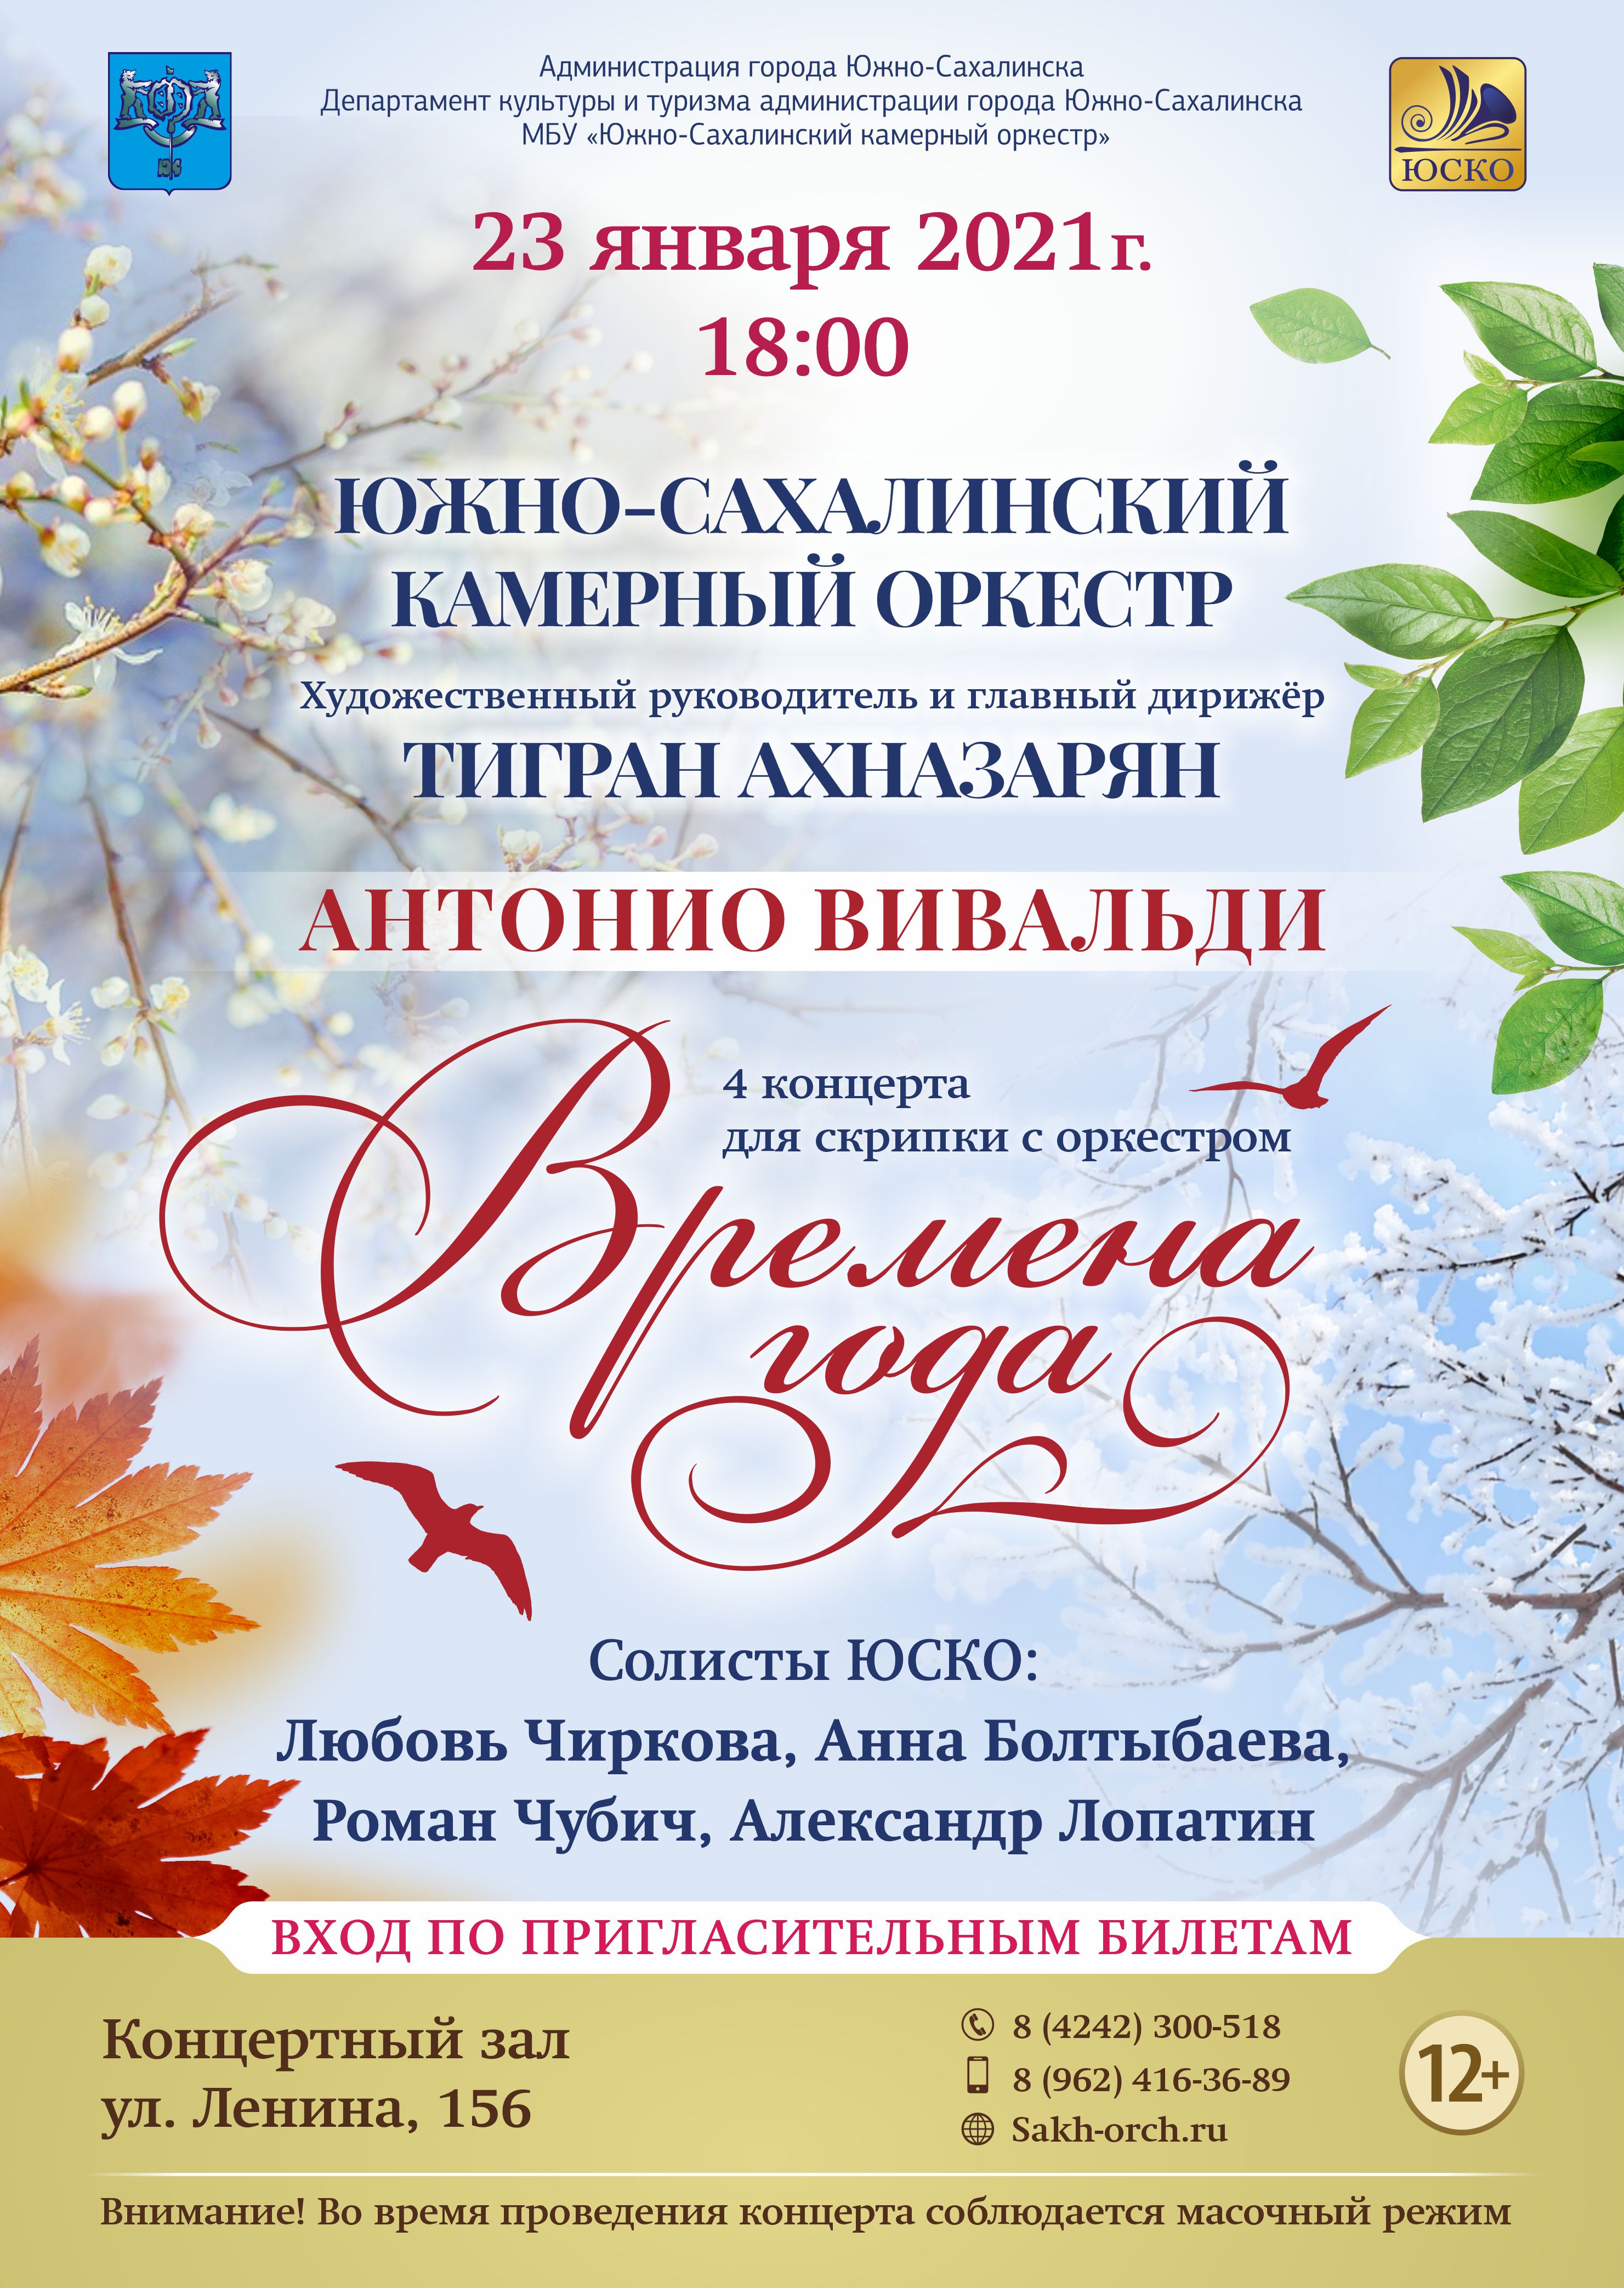 Администрация города Южно-Сахалинска
Департамент культуры и туризма администрации города Южно-Сахалинска
МБУ «Южно-Сахалинский камерный оркестр»
ЮС
ЮСКО
23 января 2021г.
18:00
ЮЖНО-САХАЛИНСКИЙ
КАМЕРНЫЙ ОРКЕСТР
Художественный руководитель и главный дирижёр
ТИГРАН АХНАЗАРЯН
АНТОНИО ВИВАЛЬДИ
4 концерта
для скрипки с оркестром
Времена
года
Солисты ЮСКО:
Любовь Чиркова, Анна Болтыбаева,
Роман Чубич, Александр Лопатин
ВХОД ПО ПРИГЛАСИТЕЛЬНЫМ БИЛЕТАМ
Концертный зал
ул. Ленина, 156
8 (4242) 300-518
8 (962) 416-36-89
Sakh-orch.ru
12+
Внимание! Во время проведения концерта соблюдается масочный режим